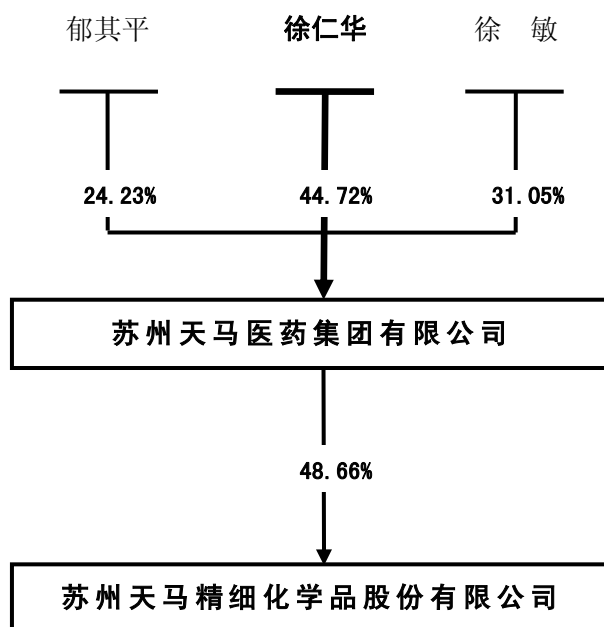 郁其平 徐仁华 徐 敏
24.23% 44.72% 31.05%
苏州天马医药集团有限公司
48.66%
苏州天马精细化学品股份有限公司